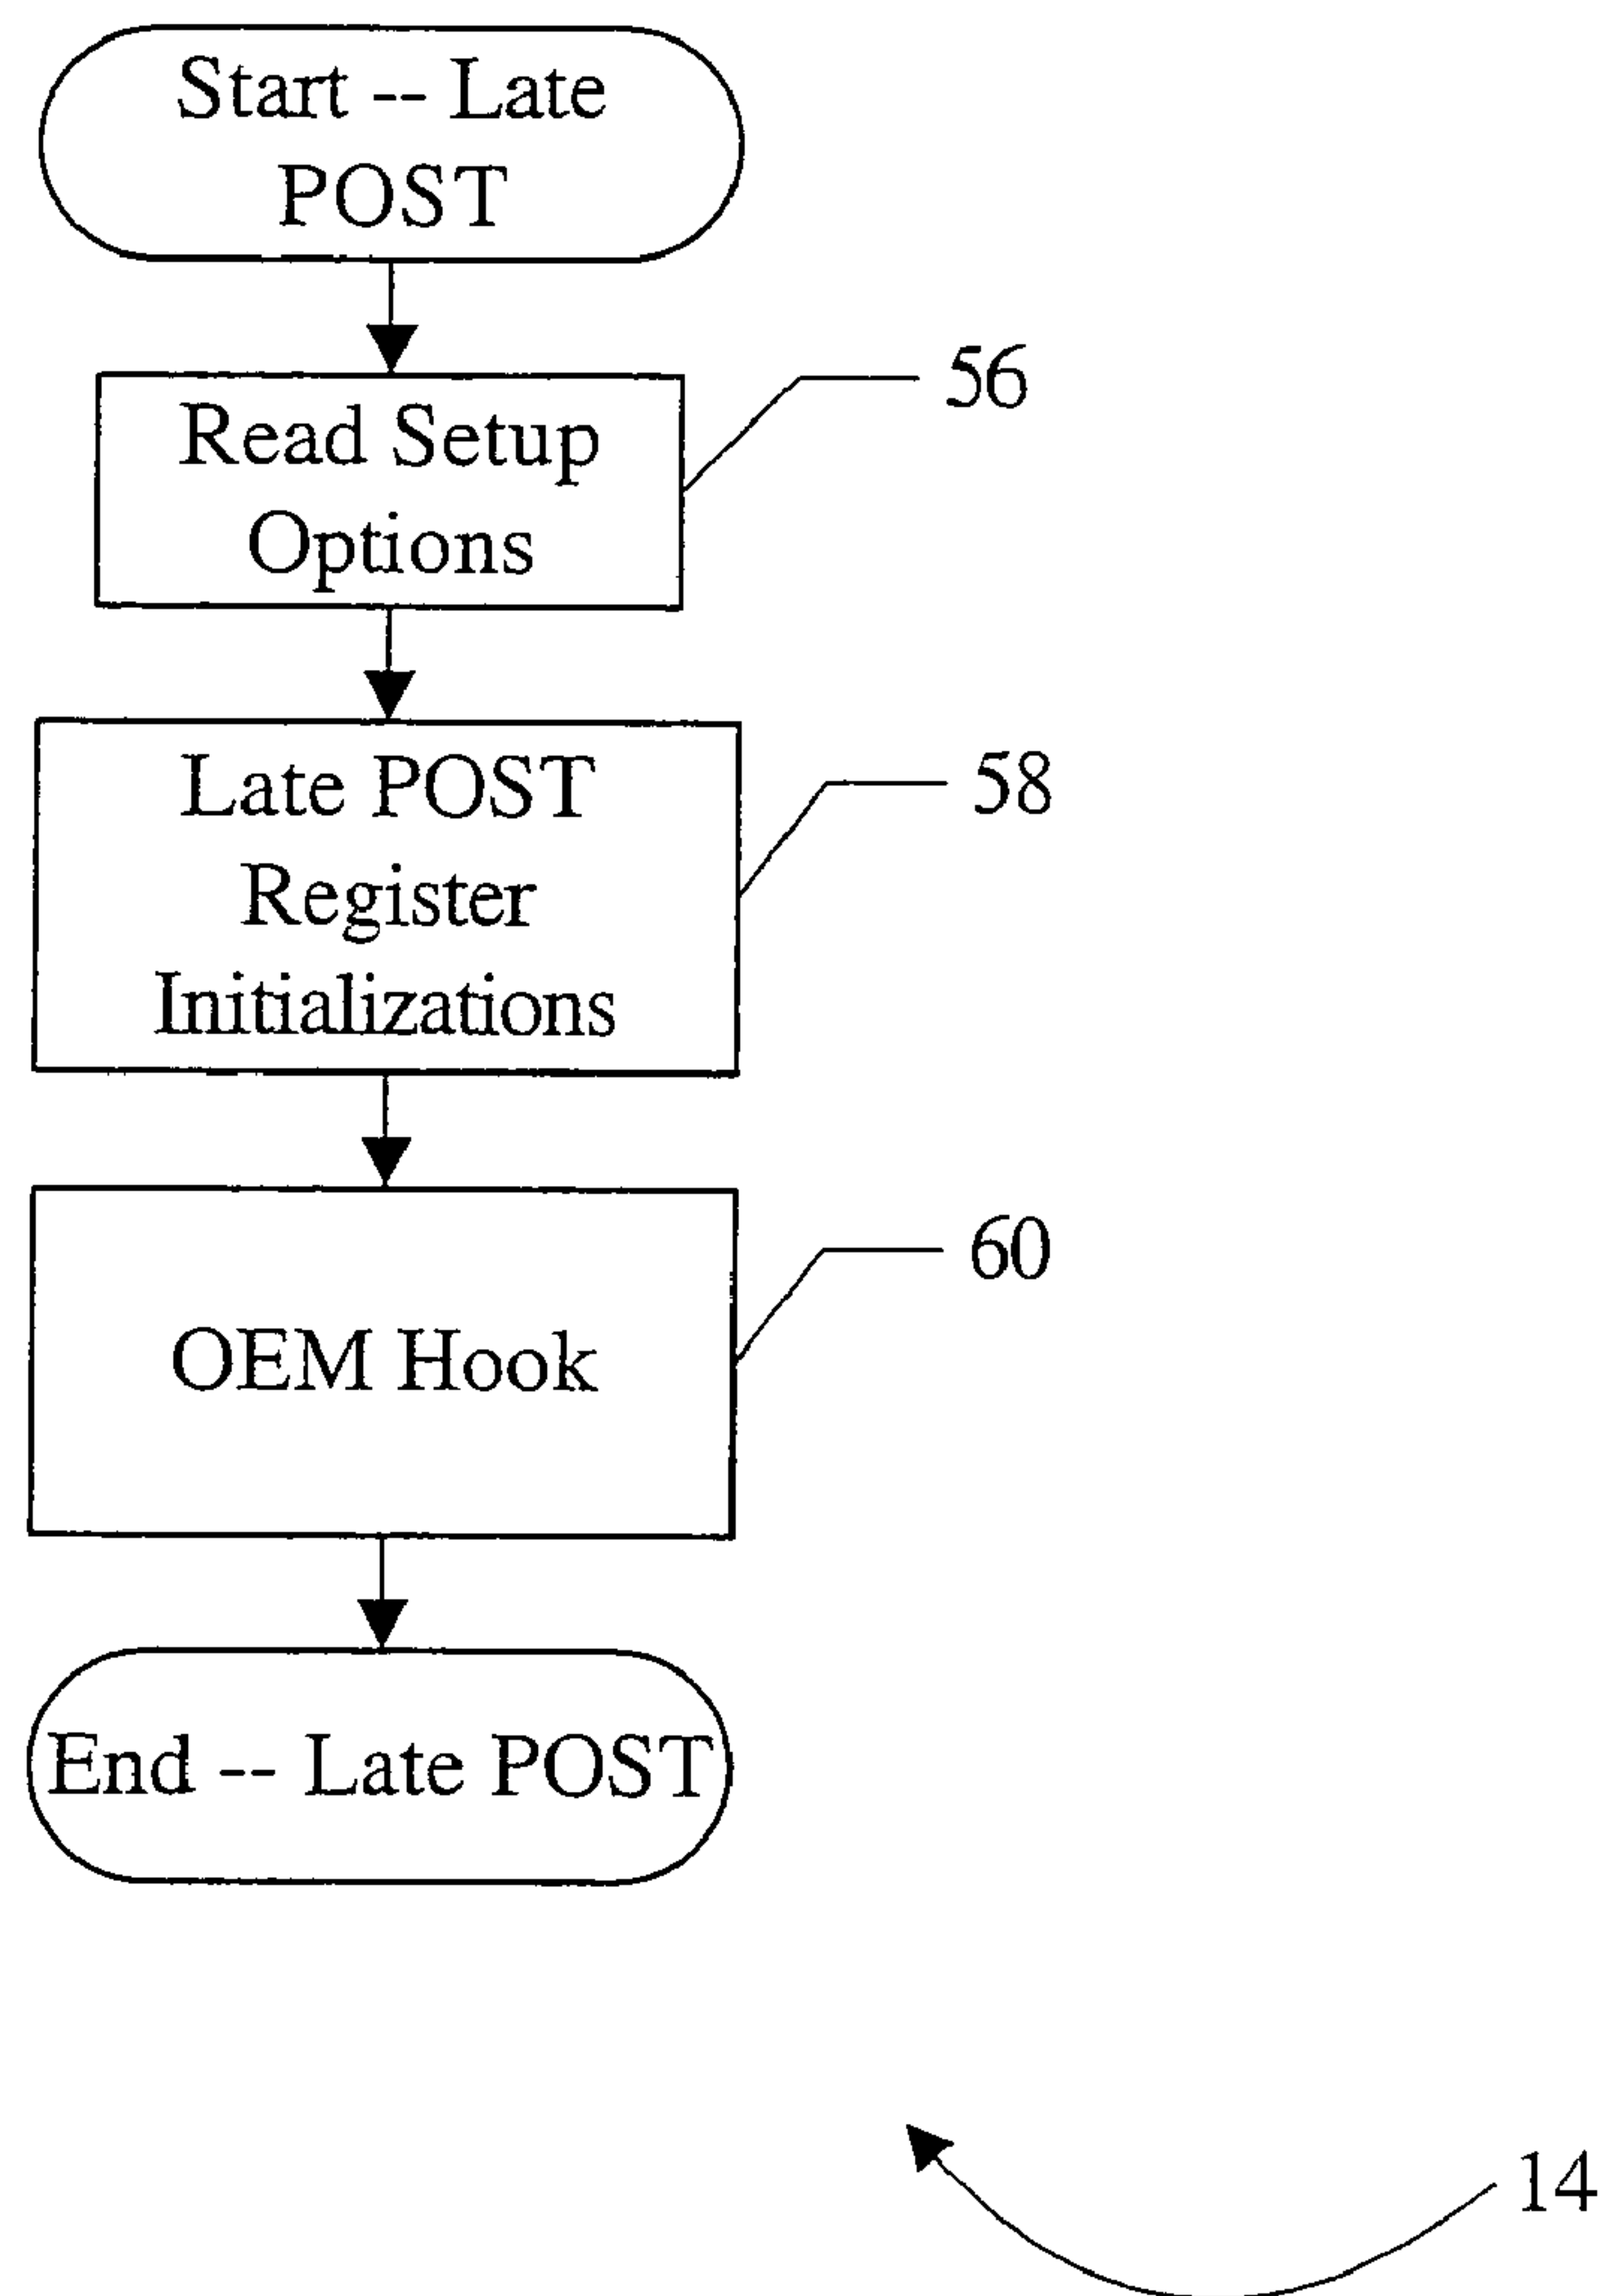 Start -- Late
POST
56
Read Setup
Options
58
Late POST
Register
Initializations
60
OEM Hook
End -- Late POST
14